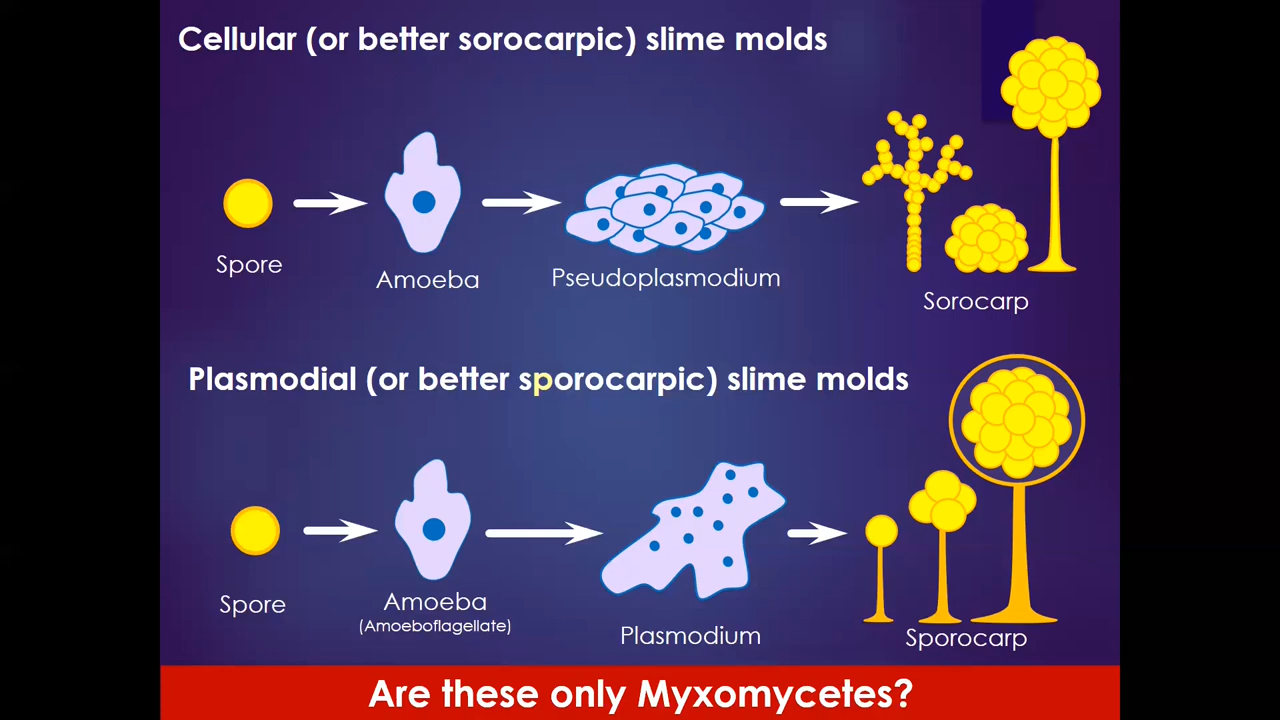 Cellular (or better sorocarpic) slime molds
Spore
Amoeba
Pseudoplasmodium
Sorocarp
Plasmodial (or better sporocarpic) slime molds
Spore
Amoeba
(Amoeboflagellate)
Plasmodium
Sporocarp
Are these only Myxomycetes?